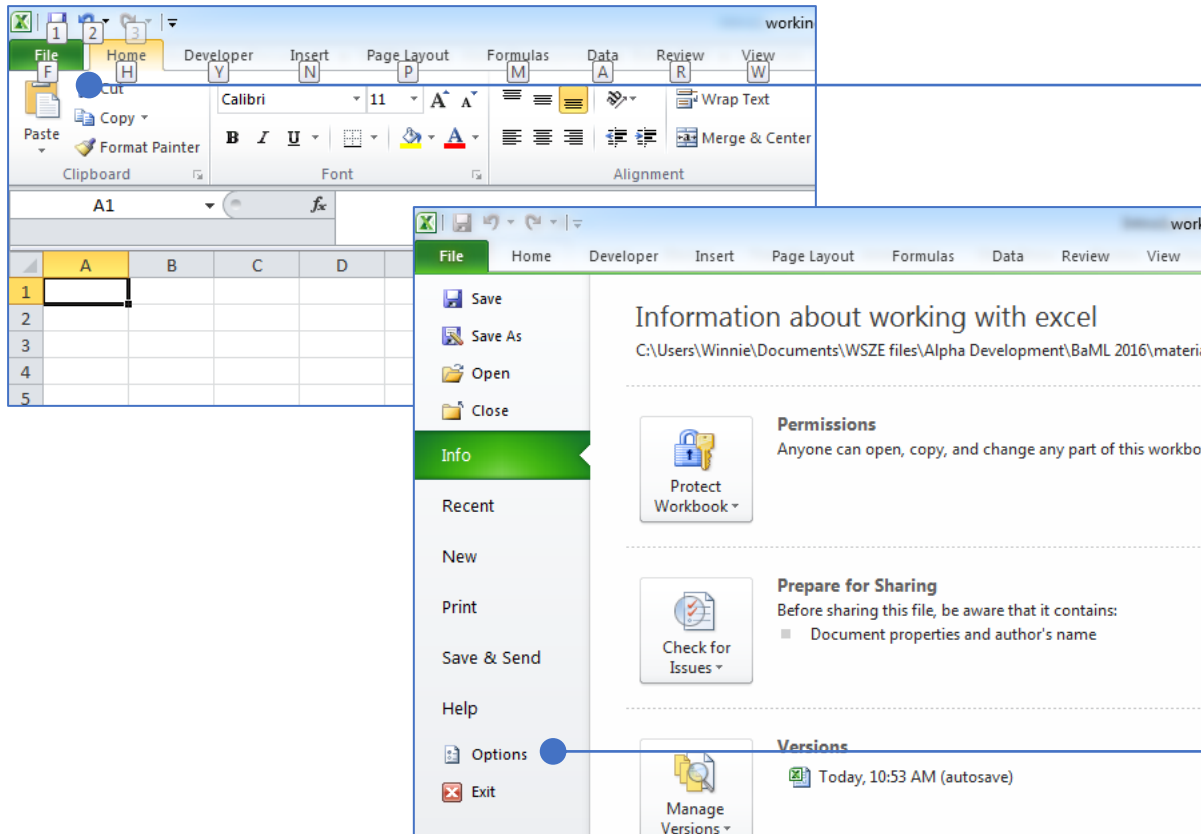 1 2 3 workin
File Home Developer Insert Page Layout Formulas Data Review View
F H Y N P M A R W
Cut
Calibri 11 A A Wrap Text
Copy
Paste
Format Painter B I U A Merge & Center
Clipboard Font Alignment
A1 fx
A B C D
1
2
3
4
5
work
File Home Developer Insert Page Layout Formulas Data Review View
Save
Save As
Open
Close
Info
Recent
New
Print
Save & Send
Help
Options
Exit
Information about working with excel
C:\Users\Winnie\Documents\WSZE files\Alpha Development\BaML 2016\materia
Protect
Workbook
Permissions
Anyone can open, copy, and change any part of this workbo
Check for
Issues
Prepare for Sharing
Before sharing this file, be aware that it contains:
Document properties and author's name
Manage
Versions
Versions
Today, 10:53 AM (autosave)